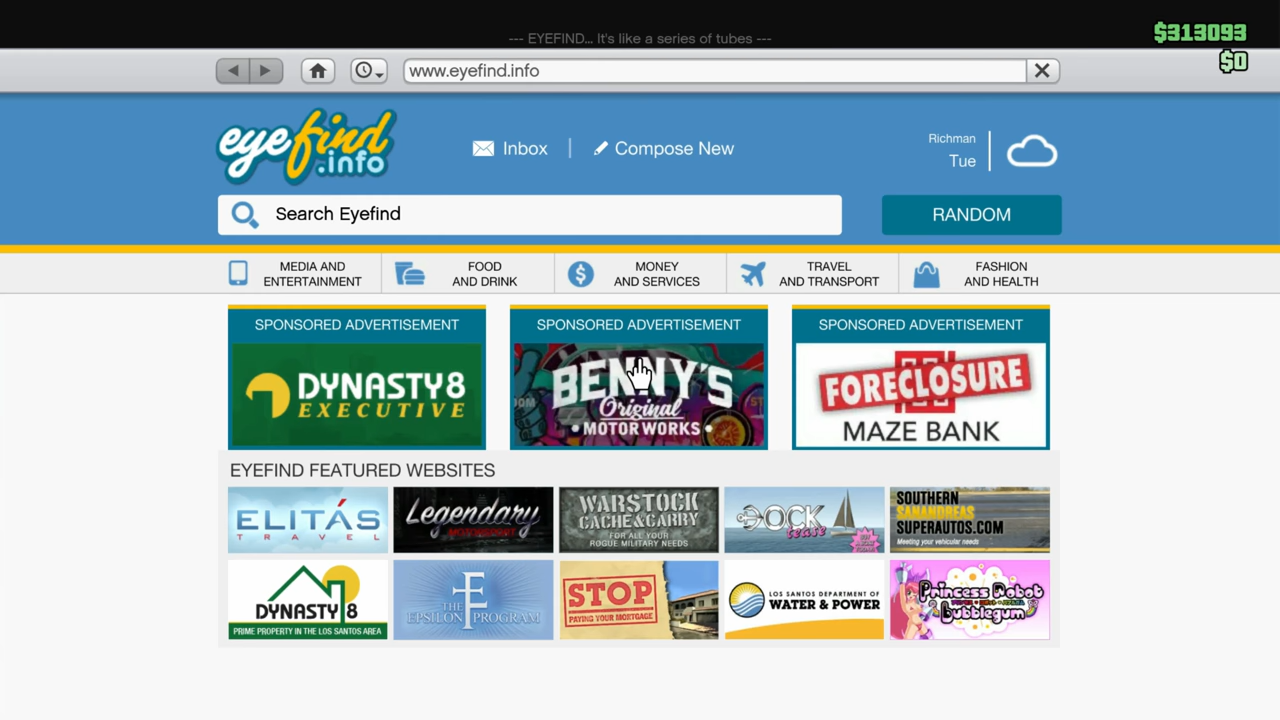 --- EYEFIND... It's like a series of tubes ---
$313093
$0
www.eyefind.info
eyefind
.info
Inbox
Compose New
Richman
Tue
Search Eyefind
RANDOM
MEDIA AND
ENTERTAINMENT
FOOD
AND DRINK
MONEY
AND SERVICES
TRAVEL
AND TRANSPORT
FASHION
AND HEALTH
SPONSORED ADVERTISEMENT
SPONSORED ADVERTISEMENT
SPONSORED ADVERTISEMENT
DYNASTY8
EXECUTIVE
BENNY'S
Original
MOTORWORKS
FORECLOSURE
MAZE BANK
EYEFIND FEATURED WEBSITES
ELITÁS
TRAVEL
Legendary
MOTORSPORT
WARSTOCK
CACHE&CARRY
FOR ALL YOUR
ROGUE MILITARY NEEDS
DOCK
tease
SOUTHERN
SANANDREAS
SUPERAUTOS.COM
Meeting your vehicular needs
DYNASTY 8
PRIME PROPERTY IN THE LOS SANTOS AREA
THE
EPSILON PROGRAM
STOP
PAYING YOUR MORTGAGE
LOS SANTOS DEPARTMENT OF
WATER & POWER
Princess Robot
Bubblegum